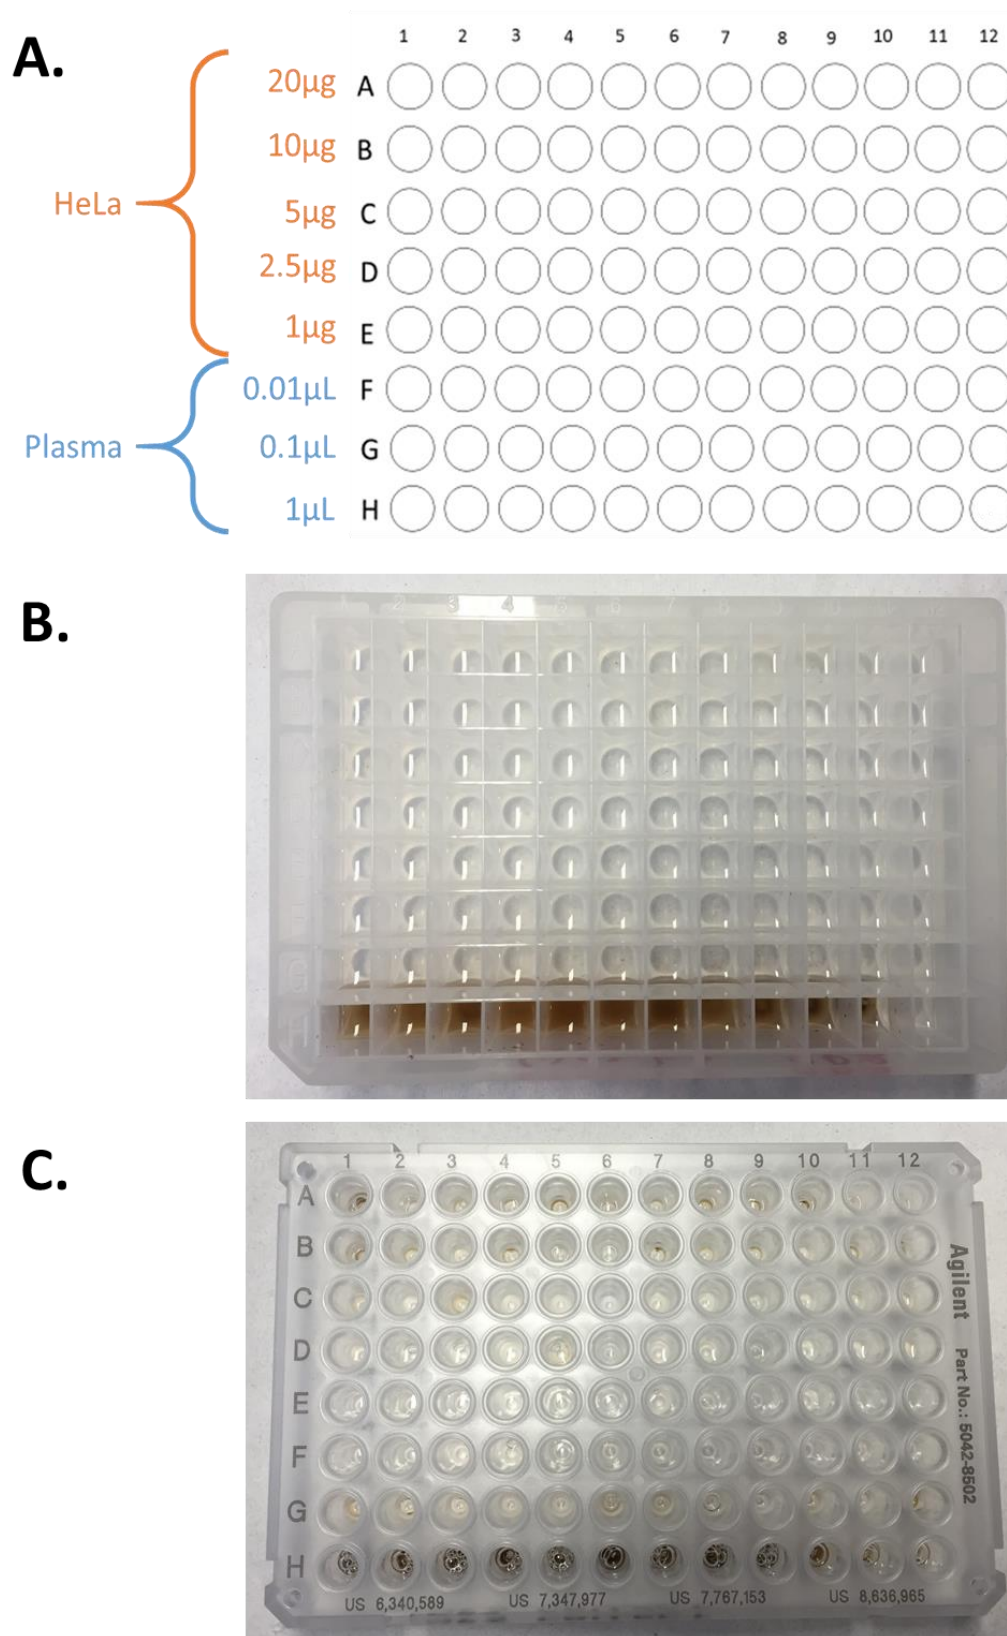 A.
1 2 3 4 5 6 7 8 9 10 11 12
HeLa
20µg A
10µg B
5µg C
2.5µg D
1µg E
Plasma
0.01µL F
0.1µL G
1µL H
B.
C.
1 2 3 4 5 6 7 8 9 10 11 12
A
B
C
D
E
F
G
H
Agilent Part No.: 5042-8502
US 6,340,589 US 7,347,977 US 7,767,153 US 8,636,965